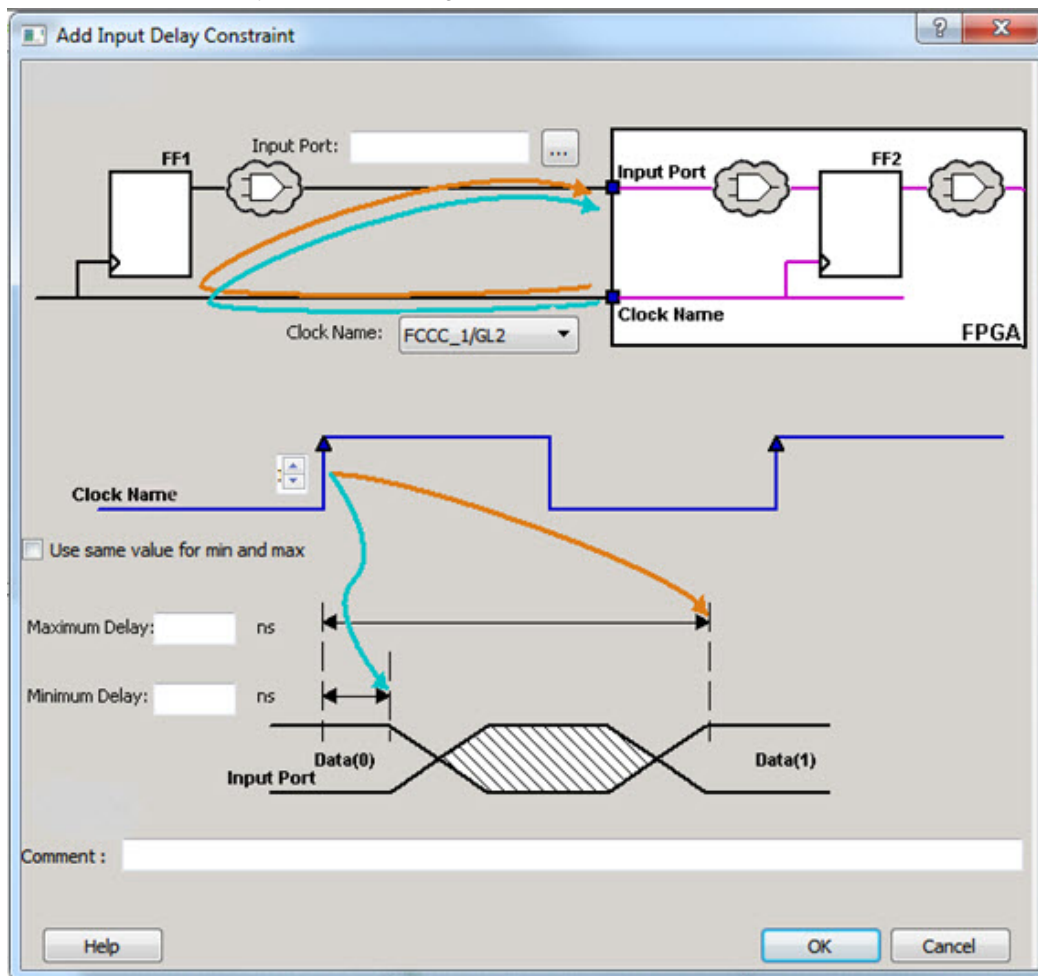 Add Input Delay Constraint
Input Port:
...
FF1
Input Port
FF2
Clock Name:
FCCC_1/GL2
Clock Name
FPGA
Clock Name
Use same value for min and max
Maximum Delay:
ns
Minimum Delay:
ns
Data(0)
Data(1)
Input Port
Comment :
Help
OK
Cancel